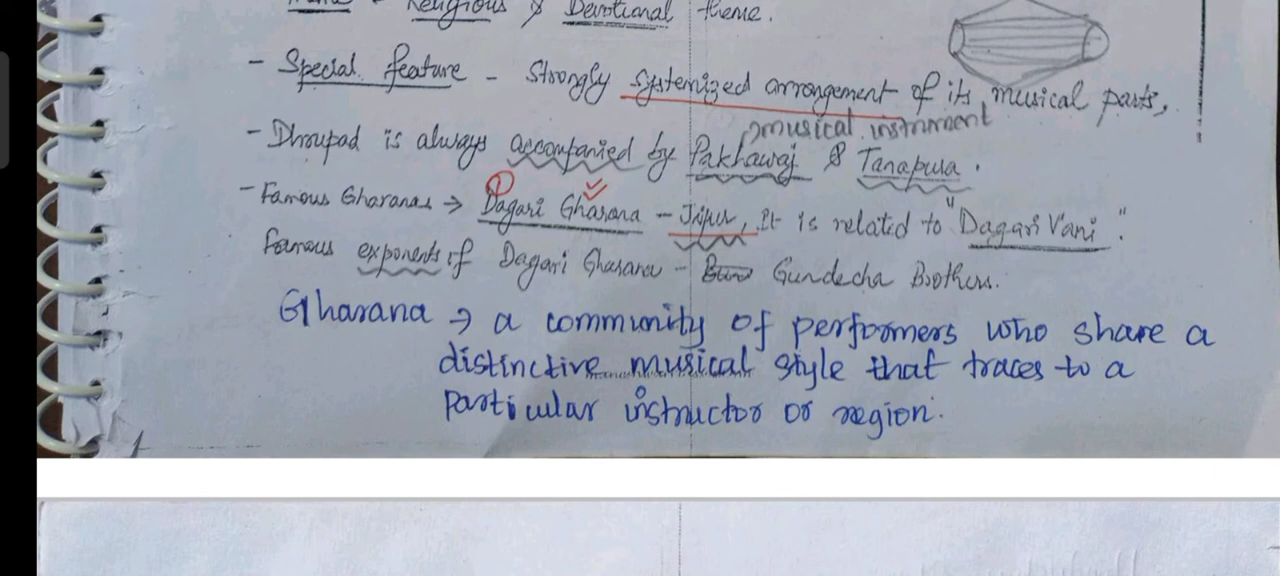 - Religious & Devotional theme.
- Special feature - Strongly systemized arrangement of its musical parts,
musical instrument
- Dhrupad is always accompanied by Pakhawaj & Tanapura.
- Famous Gharanas → ① Dagari Gharana - Jipur, It is related to "Dagari Vani".
famous exponents of Dagari Gharana - Gundecha Brothers.
Gharana → a community of performers who share a
distinctive musical style that traces to a
particular instructor or region.